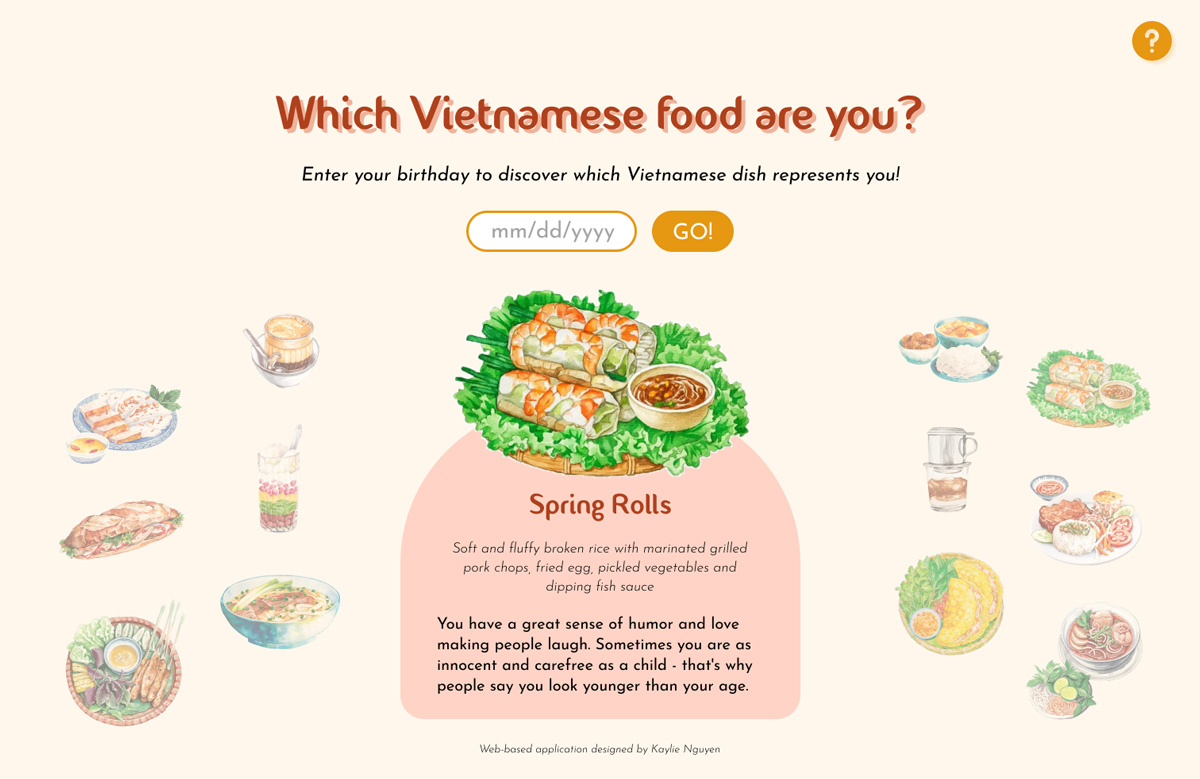 ?
Which Vietnamese food are you?
Enter your birthday to discover which Vietnamese dish represents you!
mm/dd/yyyy
GO!
Spring Rolls
Soft and fluffy broken rice with marinated grilled
pork chops, fried egg, pickled vegetables and
dipping fish sauce
You have a great sense of humor and love
making people laugh. Sometimes you are as
innocent and carefree as a child - that's why
people say you look younger than your age.
Web-based application designed by Kaylie Nguyen